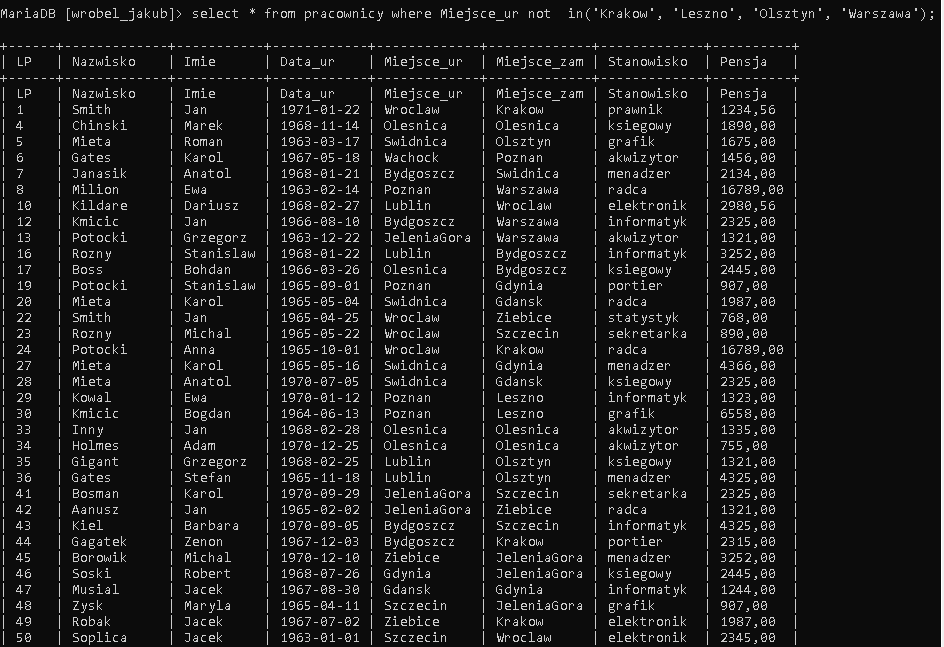 MariaDB [wrobel_jakub]> select * from pracownicy where Miejsce_ur not  in('Krakow', 'Leszno', 'Olsztyn', 'Warszawa');
+------+------------+-----------+------------+-------------+-------------+-------------+----------+
| LP   | Nazwisko   | Imie      | Data_ur    | Miejsce_ur  | Miejsce_zam | Stanowisko  | Pensja   |
+------+------------+-----------+------------+-------------+-------------+-------------+----------+
| LP   | Nazwisko   | Imie      | Data_ur    | Miejsce_ur  | Miejsce_zam | Stanowisko  | Pensja   |
| 1    | Smith      | Jan       | 1971-01-22 | Wroclaw     | Krakow      | prawnik     | 1234,56  |
| 4    | Chinski    | Marek     | 1968-11-14 | Olesnica    | Olesnica    | ksiegowy    | 1890,00  |
| 5    | Mieta      | Roman     | 1963-03-17 | Swidnica    | Olsztyn     | grafik      | 1675,00  |
| 6    | Gates      | Karol     | 1967-05-18 | Wachock     | Poznan      | akwizytor   | 1456,00  |
| 7    | Janasik    | Anatol    | 1968-01-21 | Bydgoszcz   | Swidnica    | menadzer    | 2134,00  |
| 8    | Milion     | Ewa       | 1963-02-14 | Poznan      | Warszawa    | radca       | 16789,00 |
| 10   | Kildare    | Dariusz   | 1968-02-27 | Lublin      | Wroclaw     | elektronik  | 2980,56  |
| 12   | Kmicic     | Jan       | 1966-08-10 | Bydgoszcz   | Warszawa    | informatyk  | 2325,00  |
| 13   | Potocki    | Grzegorz  | 1963-12-22 | JeleniaGora | Warszawa    | akwizytor   | 1321,00  |
| 16   | Rozny      | Stanislaw | 1968-01-22 | Lublin      | Bydgoszcz   | informatyk  | 3252,00  |
| 17   | Boss       | Bohdan    | 1966-03-26 | Olesnica    | Bydgoszcz   | ksiegowy    | 2445,00  |
| 19   | Potocki    | Stanislaw | 1965-09-01 | Poznan      | Gdynia      | portier     | 907,00   |
| 20   | Mieta      | Karol     | 1965-05-04 | Swidnica    | Gdansk      | radca       | 1987,00  |
| 22   | Smith      | Jan       | 1965-04-25 | Wroclaw     | Ziebice     | statystyk   | 768,00   |
| 23   | Rozny      | Michal    | 1965-05-22 | Wroclaw     | Szczecin    | sekretarka  | 890,00   |
| 24   | Potocki    | Anna      | 1965-10-01 | Wroclaw     | Krakow      | radca       | 16789,00 |
| 27   | Mieta      | Karol     | 1965-05-16 | Swidnica    | Gdynia      | menadzer    | 4366,00  |
| 28   | Mieta      | Anatol    | 1970-07-05 | Swidnica    | Gdansk      | ksiegowy    | 2325,00  |
| 29   | Kowal      | Ewa       | 1970-01-12 | Poznan      | Leszno      | informatyk  | 1323,00  |
| 30   | Kmicic     | Bogdan    | 1964-06-13 | Poznan      | Leszno      | grafik      | 6558,00  |
| 33   | Inny       | Jan       | 1968-02-28 | Olesnica    | Olesnica    | akwizytor   | 1335,00  |
| 34   | Holmes     | Adam      | 1970-12-25 | Olesnica    | Olesnica    | akwizytor   | 755,00   |
| 35   | Gigant     | Grzegorz  | 1968-02-25 | Lublin      | Olsztyn     | ksiegowy    | 1321,00  |
| 36   | Gates      | Stefan    | 1965-11-18 | Lublin      | Olsztyn     | menadzer    | 4325,00  |
| 41   | Bosman     | Karol     | 1970-09-29 | JeleniaGora | Szczecin    | sekretarka  | 2325,00  |
| 42   | Aanusz     | Jan       | 1965-02-02 | JeleniaGora | Ziebice     | radca       | 1321,00  |
| 43   | Kiel       | Barbara   | 1970-09-05 | Bydgoszcz   | Szczecin    | informatyk  | 4325,00  |
| 44   | Gagatek    | Zenon     | 1967-12-03 | Bydgoszcz   | Krakow      | portier     | 2315,00  |
| 45   | Borowik    | Michal    | 1970-12-10 | Ziebice     | JeleniaGora | menadzer    | 3252,00  |
| 46   | Soski      | Robert    | 1968-07-26 | Gdynia      | JeleniaGora | ksiegowy    | 2445,00  |
| 47   | Musial     | Jacek     | 1967-08-30 | Gdansk      | Gdynia      | informatyk  | 1244,00  |
| 48   | Zysk       | Maryla    | 1965-04-11 | Szczecin    | JeleniaGora | grafik      | 907,00   |
| 49   | Robak      | Jacek     | 1967-07-02 | Ziebice     | Krakow      | elektronik  | 1987,00  |
| 50   | Soplica    | Jacek     | 1963-01-01 | Szczecin    | Wroclaw     | elektronik  | 2345,00  |